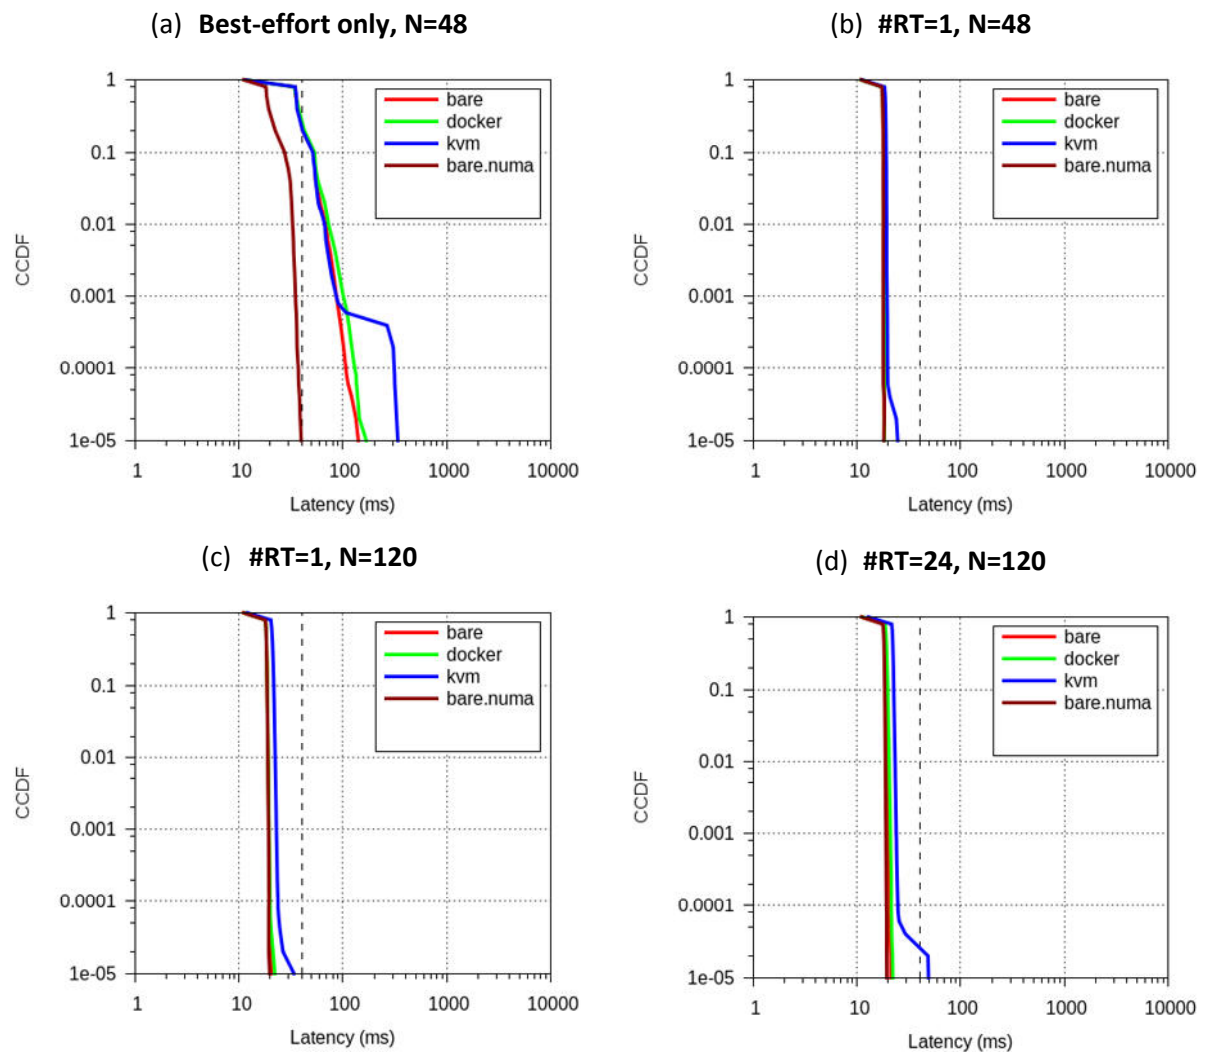 (a) Best-effort only, N=48
1
0.1
0.01
0.001
0.0001
1e-05
CCDF
bare
docker
kvm
bare.numa
1 10 100 1000 10000
Latency (ms)
(b) #RT=1, N=48
1
0.1
0.01
0.001
0.0001
1e-05
CCDF
bare
docker
kvm
bare.numa
1 10 100 1000 10000
Latency (ms)
(c) #RT=1, N=120
1
0.1
0.01
0.001
0.0001
1e-05
CCDF
bare
docker
kvm
bare.numa
1 10 100 1000 10000
Latency (ms)
(d) #RT=24, N=120
1
0.1
0.01
0.001
0.0001
1e-05
CCDF
bare
docker
kvm
bare.numa
1 10 100 1000 10000
Latency (ms)